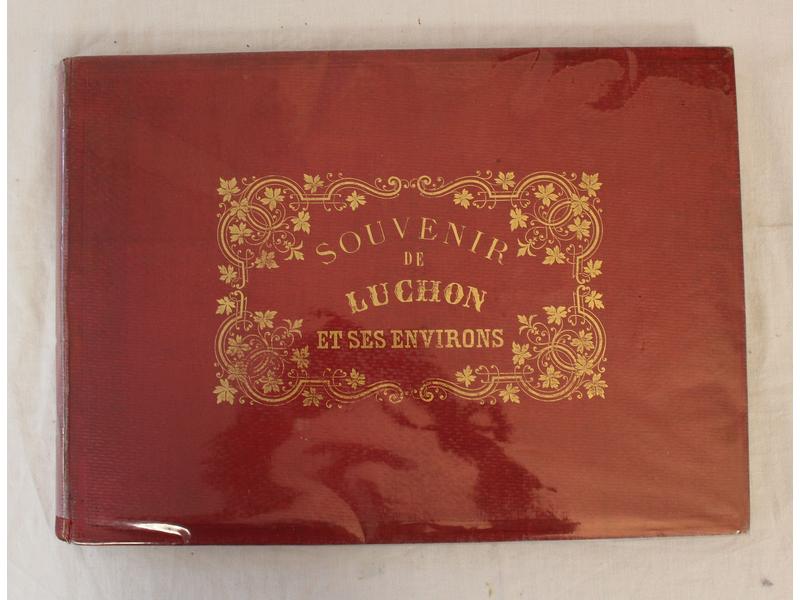 SOUVENIR
DE
LUCHON
ET SES ENVIRONS